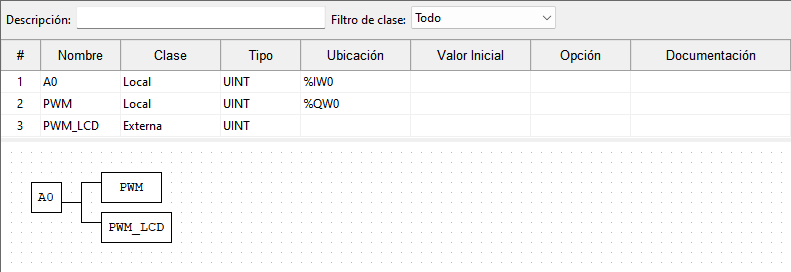 Descripción: Filtro de clase: Todo
# Nombre Clase Tipo Ubicación Valor Inicial Opción Documentación
1 A0 Local UINT %IW0
2 PWM Local UINT %QW0
3 PWM_LCD Externa UINT
PWM
A0
PWM_LCD